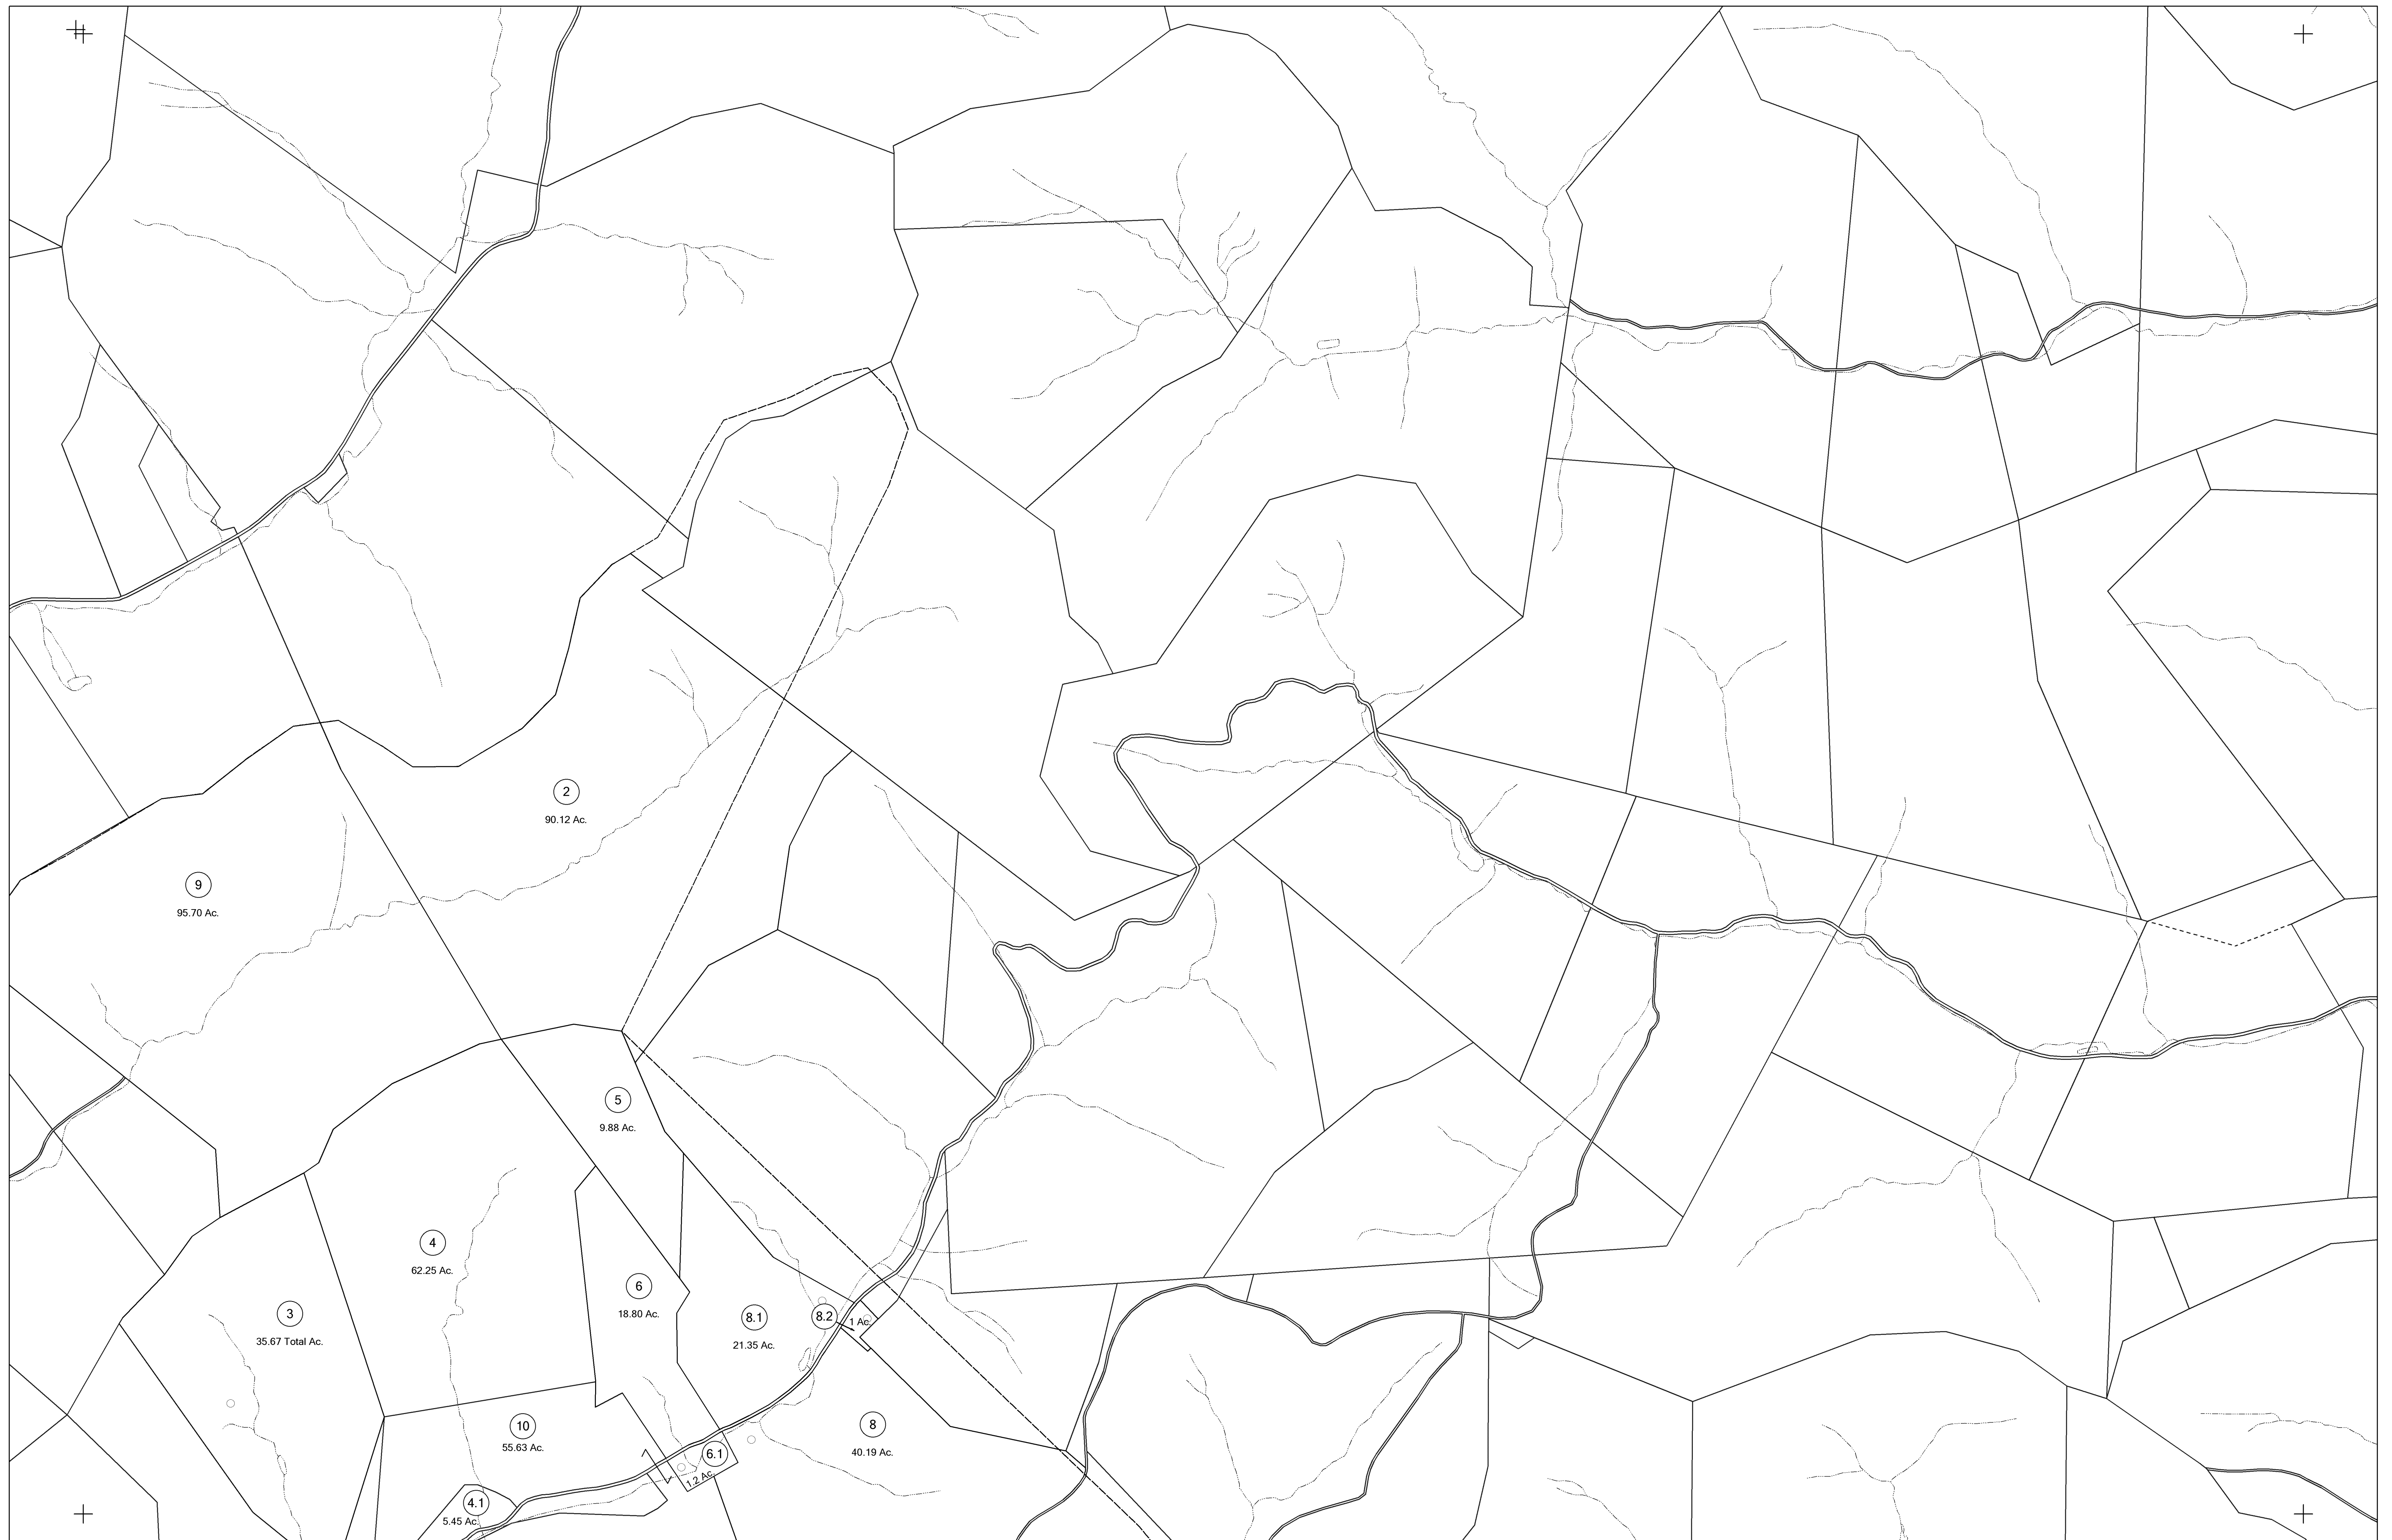 2
90.12 Ac.
9
95.70 Ac.
5
9.88 Ac.
4
62.25 Ac.
6
18.80 Ac.
3
35.67 Total Ac.
8.1
21.35 Ac.
8.2
1 Ac.
10
55.63 Ac.
8
40.19 Ac.
6.1
1.2 Ac.
4.1
5.45 Ac.